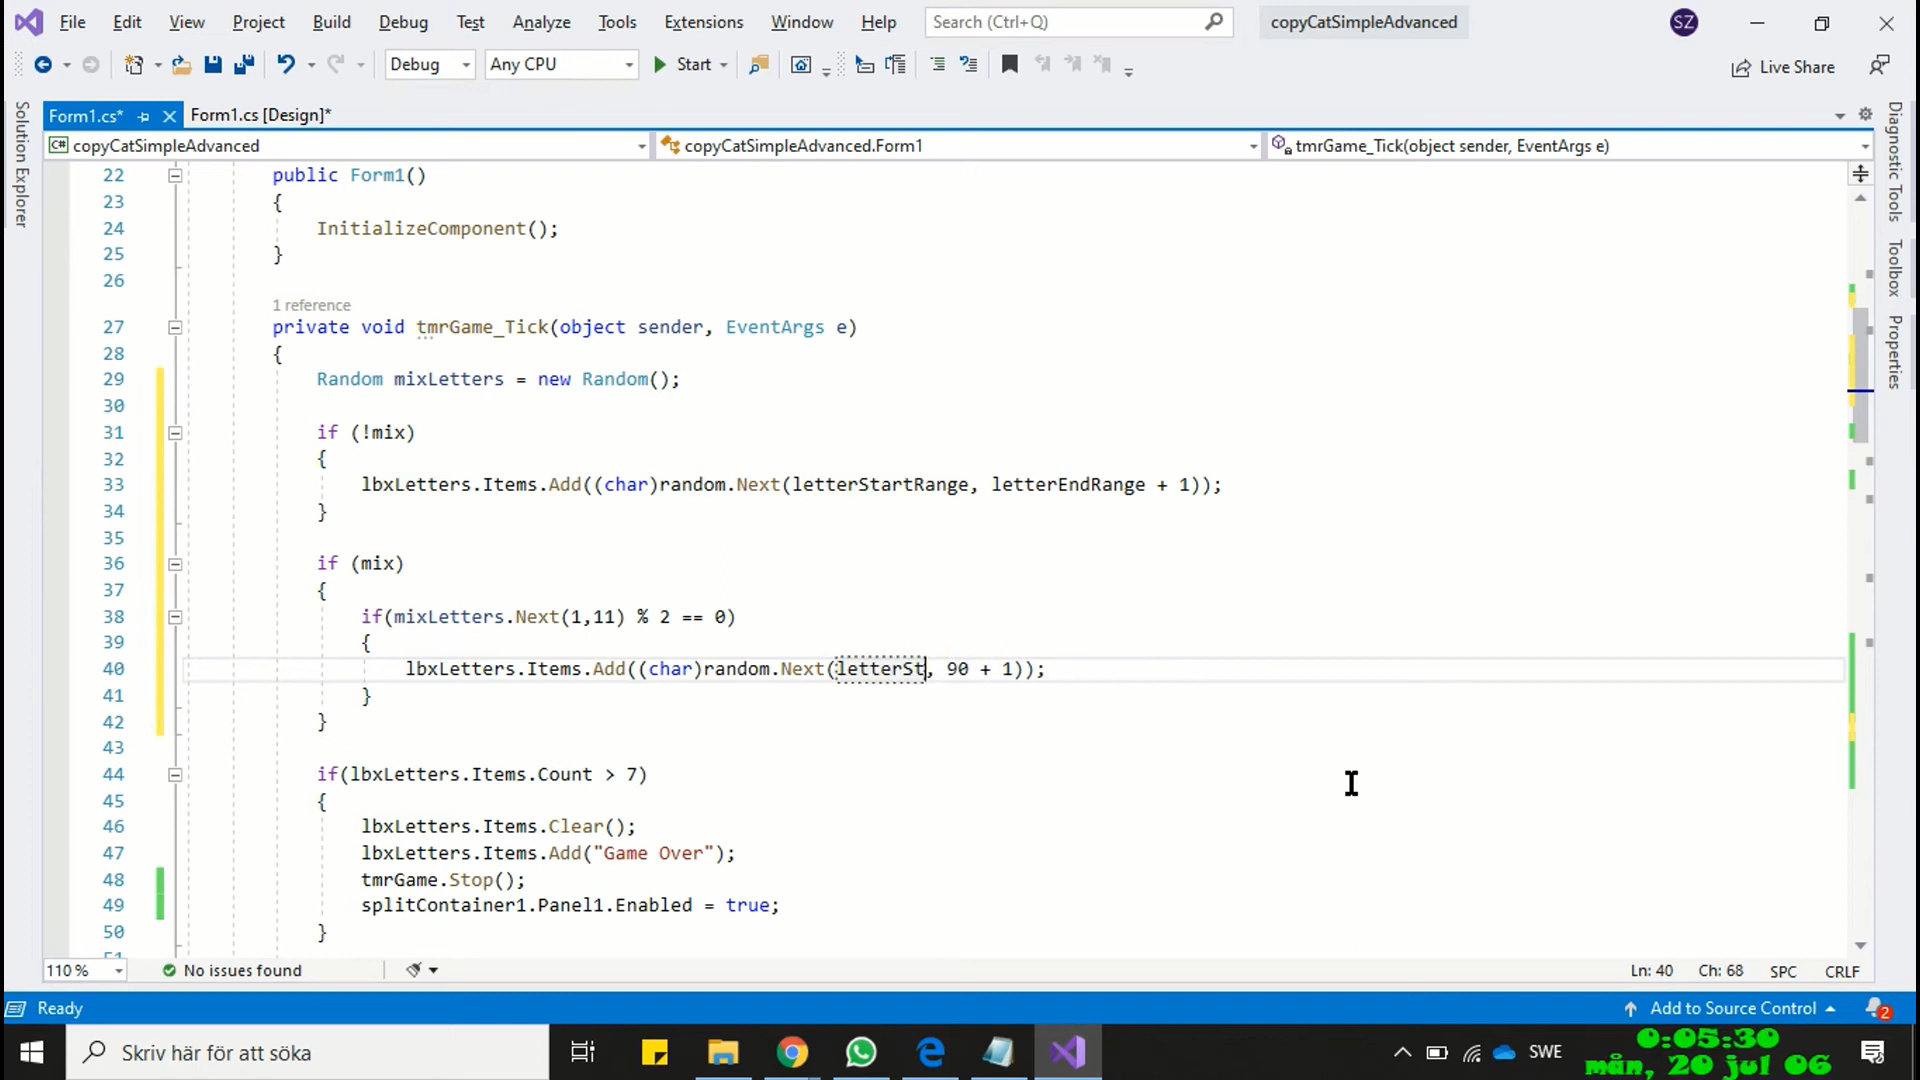 File Edit View Project Build Debug Test Analyze Tools Extensions Window Help Search (Ctrl+Q) copyCatSimpleAdvanced SZ
Debug Any CPU Start Live Share
Form1.cs* Form1.cs [Design]*
C# copyCatSimpleAdvanced copyCatSimpleAdvanced.Form1 tmrGame_Tick(object sender, EventArgs e)
Solution Explorer
Diagnostic Tools
Toolbox
Properties
22 public Form1()
23 {
24 InitializeComponent();
25 }
26
1 reference
27 private void tmrGame_Tick(object sender, EventArgs e)
28 {
29 Random mixLetters = new Random();
30
31 if (!mix)
32 {
33 lbxLetters.Items.Add((char)random.Next(letterStartRange, letterEndRange + 1));
34 }
35
36 if (mix)
37 {
38 if(mixLetters.Next(1,11) % 2 == 0)
39 {
40 lbxLetters.Items.Add((char)random.Next(letterSt, 90 + 1));
41 }
42 }
43
44 if(lbxLetters.Items.Count > 7)
45 {
46 lbxLetters.Items.Clear();
47 lbxLetters.Items.Add("Game Over");
48 tmrGame.Stop();
49 splitContainer1.Panel1.Enabled = true;
50 }
51
110 % No issues found Ln: 40 Ch: 68 SPC CRLF
Ready Add to Source Control 2
Skriv här för att söka SWE
0:05:30
mån, 20 jul 06